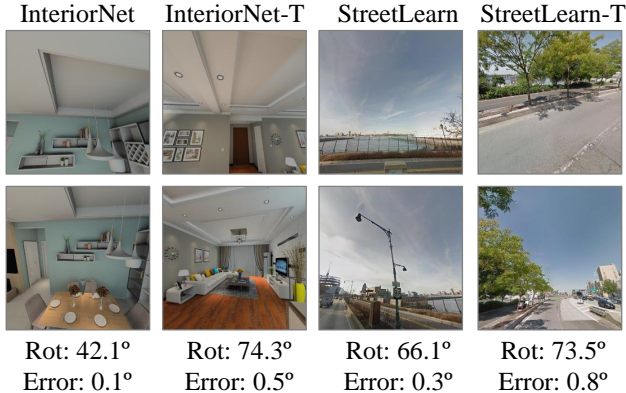 InteriorNet InteriorNet-T StreetLearn StreetLearn-T
Rot: 42.1º Rot: 74.3º Rot: 66.1º Rot: 73.5º
Error: 0.1º Error: 0.5º Error: 0.3º Error: 0.8º